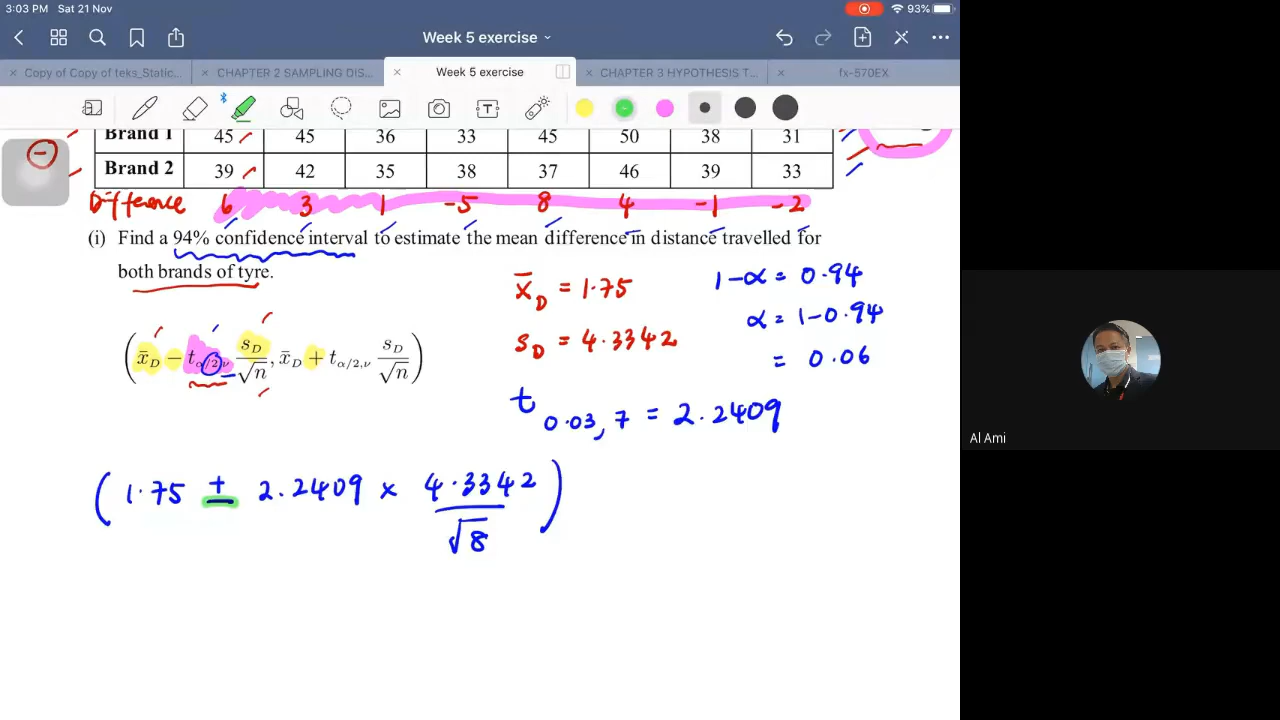 3:03 PM Sat 21 Nov 93%
Week 5 exercise
Copy of Copy of teks_Static... CHAPTER 2 SAMPLING DIS... Week 5 exercise CHAPTER 3 HYPOTHESIS T... fx-570EX
Brand 1 45 45 36 33 45 50 38 31
Brand 2 39 42 35 38 37 46 39 33
Difference 6 3 1 -5 8 4 -1 -2
(i) Find a 94% confidence interval to estimate the mean difference in distance travelled for
both brands of tyre.
x̄_D = 1.75
1-α = 0.94
α = 1-0.94
s_D = 4.3342
= 0.06
(x̄_D − t_{α/2,ν} s_D/√n, x̄_D + t_{α/2,ν} s_D/√n)
t_{0.03, 7} = 2.2409
Al Ami
(1.75 ± 2.2409 × 4.3342/√8)